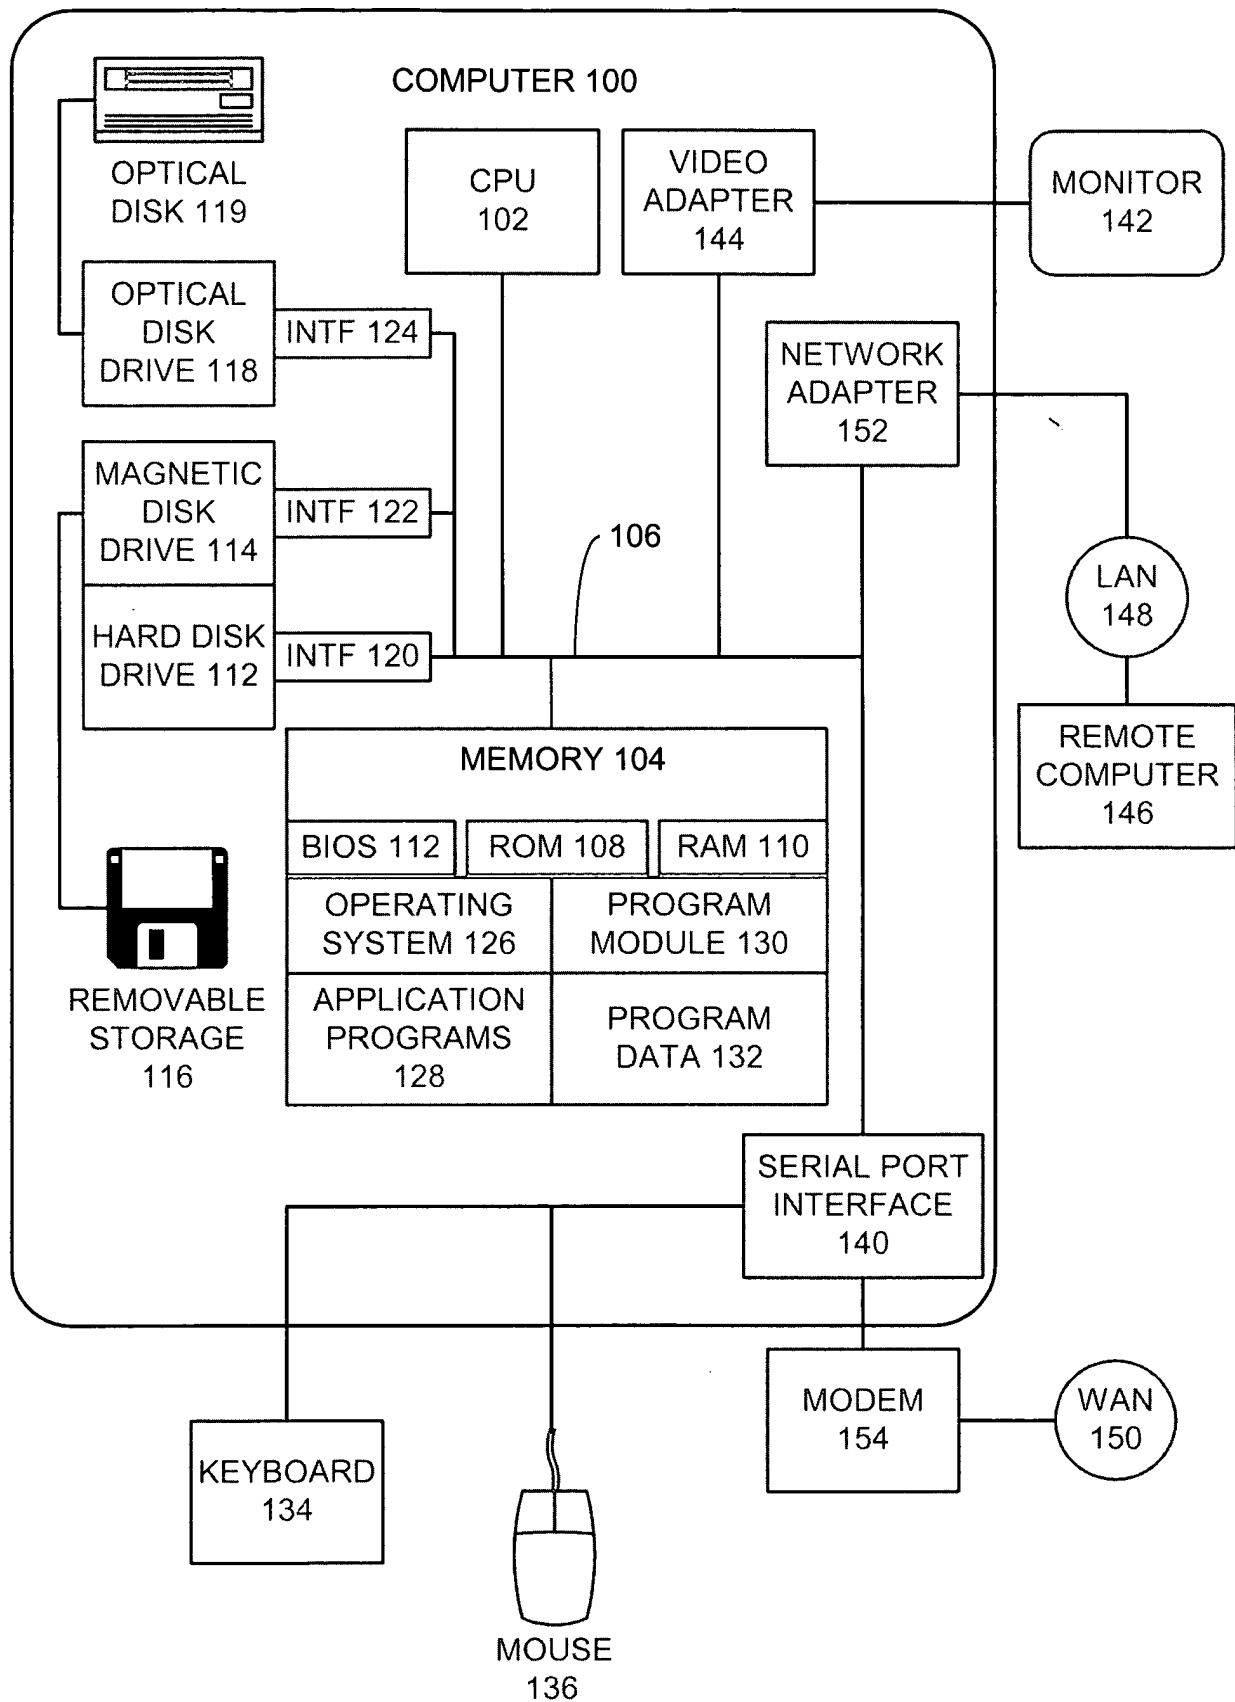 COMPUTER 100
OPTICAL
DISK 119
CPU
102
VIDEO
ADAPTER
144
MONITOR
142
OPTICAL
DISK
DRIVE 118
INTF 124
NETWORK
ADAPTER
152
MAGNETIC
DISK
DRIVE 114
INTF 122
106
LAN
148
HARD DISK
DRIVE 112
INTF 120
REMOTE
COMPUTER
146
MEMORY 104
BIOS 112
ROM 108
RAM 110
OPERATING
SYSTEM 126
PROGRAM
MODULE 130
APPLICATION
PROGRAMS
128
PROGRAM
DATA 132
REMOVABLE
STORAGE
116
SERIAL PORT
INTERFACE
140
MODEM
154
WAN
150
KEYBOARD
134
MOUSE
136